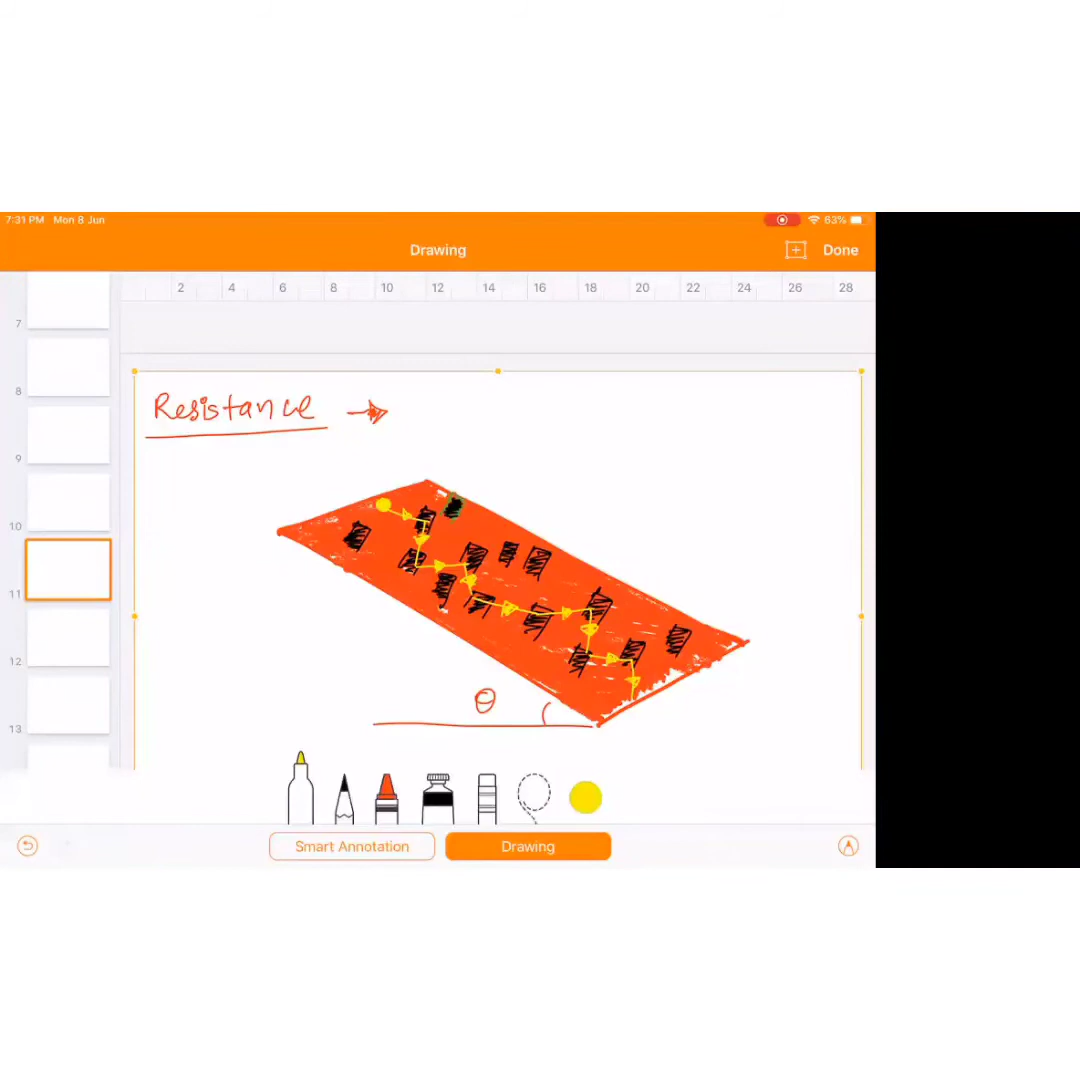 7:31 PM Mon 8 Jun 63%
Drawing Done
2 4 6 8 10 12 14 16 18 20 22 24 26 28
7
8
9
10
11
12
13
Resistance →
θ
Smart Annotation Drawing